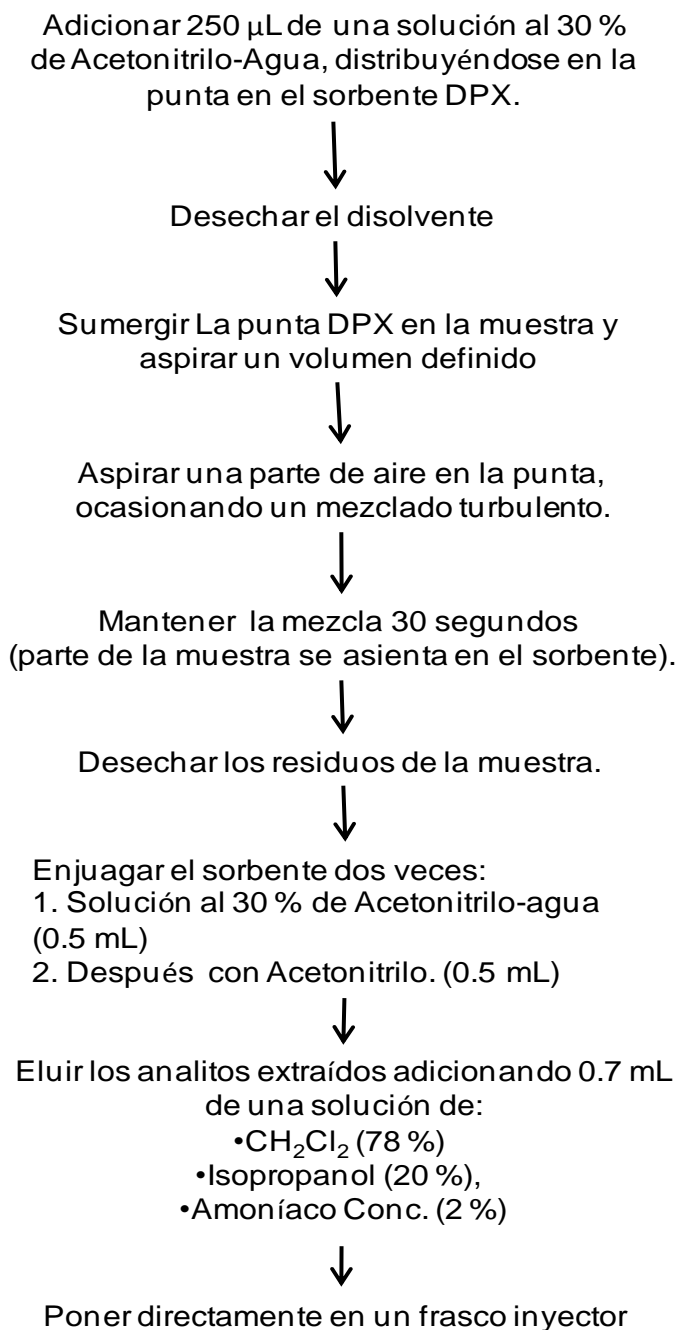 Adicionar 250 µL de una solución al 30 %
de Acetonitrilo-Agua, distribuyéndose en la
punta en el sorbente DPX.
Desechar el disolvente
Sumergir La punta DPX en la muestra y
aspirar un volumen definido
Aspirar una parte de aire en la punta,
ocasionando un mezclado turbulento.
Mantener la mezcla 30 segundos
(parte de la muestra se asienta en el sorbente).
Desechar los residuos de la muestra.
Enjuagar el sorbente dos veces:
1. Solución al 30 % de Acetonitrilo-agua
(0.5 mL)
2. Después con Acetonitrilo. (0.5 mL)
Eluir los analitos extraídos adicionando 0.7 mL
de una solución de:
•CH₂Cl₂ (78 %)
•Isopropanol (20 %),
•Amoníaco Conc. (2 %)
Poner directamente en un frasco inyector